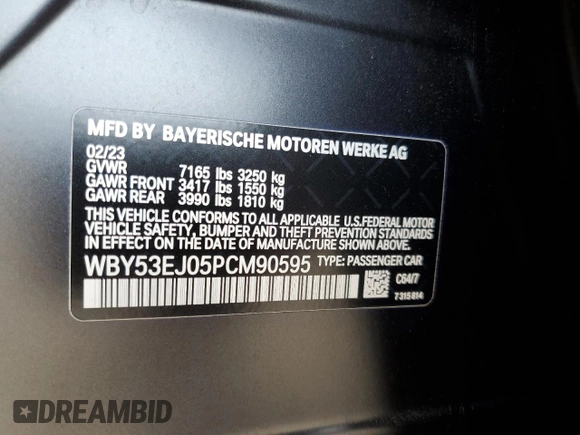 MFD BY BAYERISCHE MOTOREN WERKE AG
02/23
GVWR 7165 lbs 3250 kg
GAWR FRONT 3417 lbs 1550 kg
GAWR REAR 3990 lbs 1810 kg
THIS VEHICLE CONFORMS TO ALL APPLICABLE U.S.FEDERAL MOTOR
VEHICLE SAFETY, BUMPER AND THEFT PREVENTION STANDARDS
IN EFFECT ON THE DATE OF MANUFACTURE SHOWN ABOVE.
WBY53EJ05PCM90595 TYPE: PASSENGER CAR
C64/7
7315814
DREAMBID